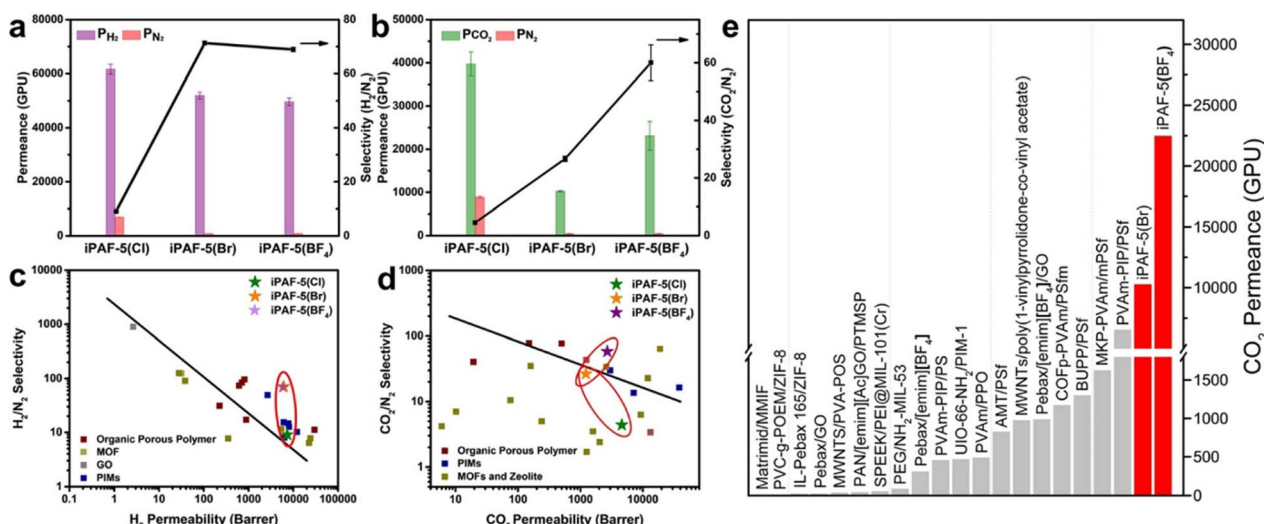 a
P_H₂ P_N₂
Permeance (GPU)
80000
60000
40000
20000
0
80
60
40
20
0
Selectivity (H₂/N₂)
iPAF-5(Cl) iPAF-5(Br) iPAF-5(BF₄)
b
PCO₂ PN₂
Permeance (GPU)
50000
40000
30000
20000
10000
0
80
60
40
20
0
Selectivity (CO₂/N₂)
iPAF-5(Cl) iPAF-5(Br) iPAF-5(BF₄)
c
iPAF-5(Cl)
iPAF-5(Br)
iPAF-5(BF₄)
H₂/N₂ Selectivity
10000
1000
100
10
1
Organic Porous Polymer
MOF
GO
PIMs
0.1 1 10 100 1000 10000 100000
H₂ Permeability (Barrer)
d
iPAF-5(Cl)
iPAF-5(Br)
iPAF-5(BF₄)
CO₂/N₂ Selectivity
1000
100
10
1
Organic Porous Polymer
PIMs
MOFs and Zeolite
10 100 1000 10000
CO₂ Permeability (Barrer)
e
Matrimid/MMIF
PVC-g-POEM/ZIF-8
IL-Pebax 165/ZIF-8
Pebax/GO
MWNTS/PVA-POS
PAN/[emim][Ac]GO/PTMSP
SPEEK/PEI@MIL-101(Cr)
PEG/NH₂-MIL-53
Pebax/[emim][BF₄]
PVAm-PIP/PS
UIO-66-NH₂/PIM-1
PVAm/PPO
AMT/PSf
MWNTs/poly(1-vinylpyrrolidone-co-vinyl acetate)
Pebax/[emim][BF₄]/GO
COFp-PVAm/PSfm
BUPP/PSf
MKP-PVAm/mPSf
PVAm-PIP/PSf
iPAF-5(Br)
iPAF-5(BF₄)
30000
25000
20000
15000
10000
1500
1000
500
0
CO₂ Permeance (GPU)